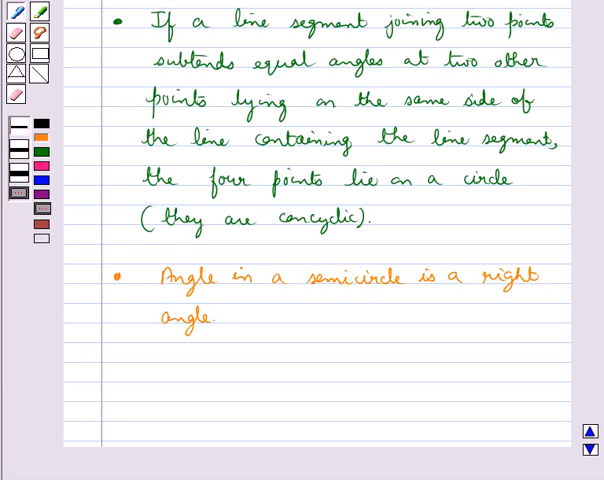 • If a line segment joining two points
subtends equal angles at two other
points lying on the same side of
the line containing the line segment,
the four points lie on a circle
(they are concyclic).
• Angle in a semicircle is a right
angle.